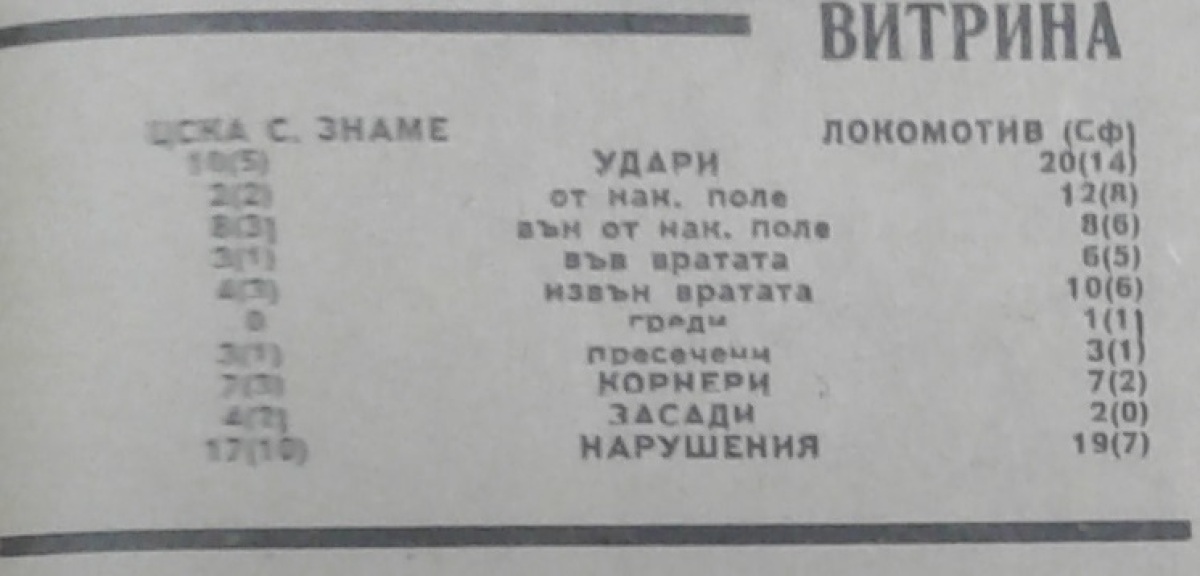 ВИТРИНА
ЦСКА С. ЗНАМЕ ЛОКОМОТИВ (Сф)
10(5) УДАРИ 20(14)
2(2) от нак. поле 12(8)
8(3) вън от нак. поле 8(6)
3(1) във вратата 6(5)
4(3) извън вратата 10(6)
0 греди 1(1)
3(1) пресечени 3(1)
7(3) КОРНЕРИ 7(2)
ЗАСАДИ 2(0)
17(10) НАРУШЕНИЯ 19(7)